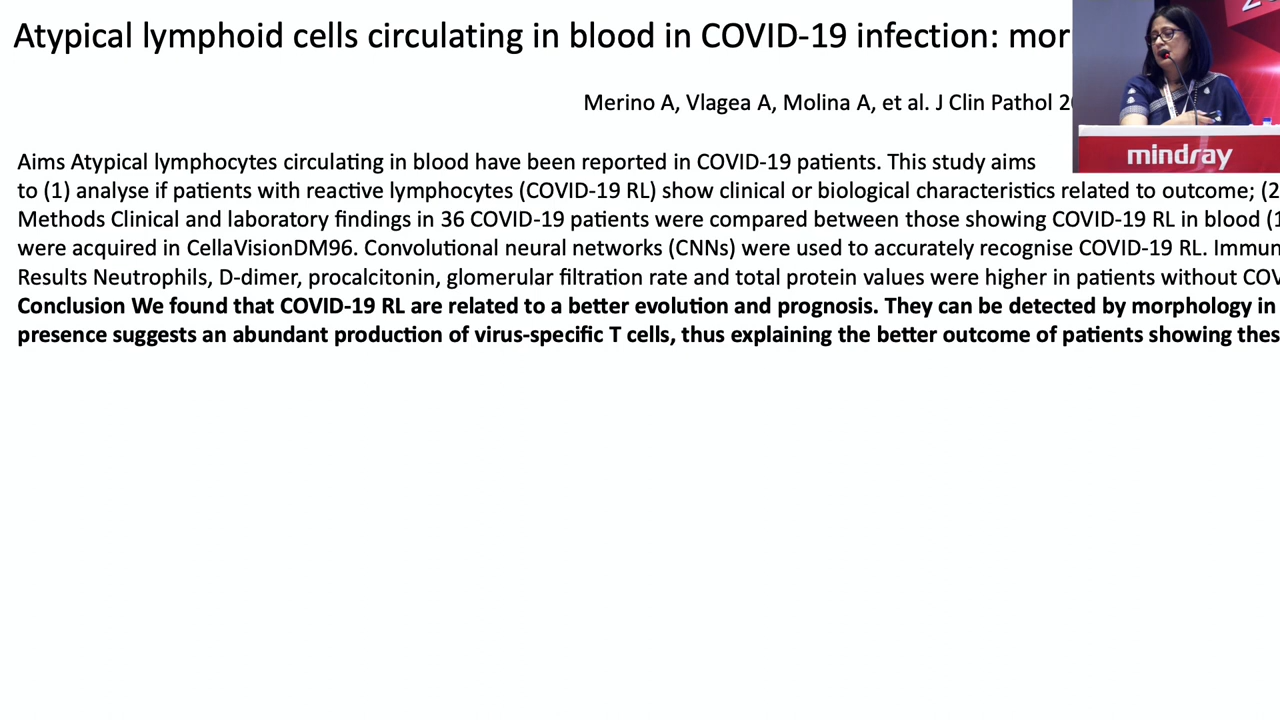 Atypical lymphoid cells circulating in blood in COVID-19 infection: mor
Merino A, Vlagea A, Molina A, et al. J Clin Pathol 2
mindray
Aims Atypical lymphocytes circulating in blood have been reported in COVID-19 patients. This study aims
to (1) analyse if patients with reactive lymphocytes (COVID-19 RL) show clinical or biological characteristics related to outcome; (2
Methods Clinical and laboratory findings in 36 COVID-19 patients were compared between those showing COVID-19 RL in blood (1
were acquired in CellaVisionDM96. Convolutional neural networks (CNNs) were used to accurately recognise COVID-19 RL. Immun
Results Neutrophils, D-dimer, procalcitonin, glomerular filtration rate and total protein values were higher in patients without COV
Conclusion We found that COVID-19 RL are related to a better evolution and prognosis. They can be detected by morphology in
presence suggests an abundant production of virus-specific T cells, thus explaining the better outcome of patients showing thes